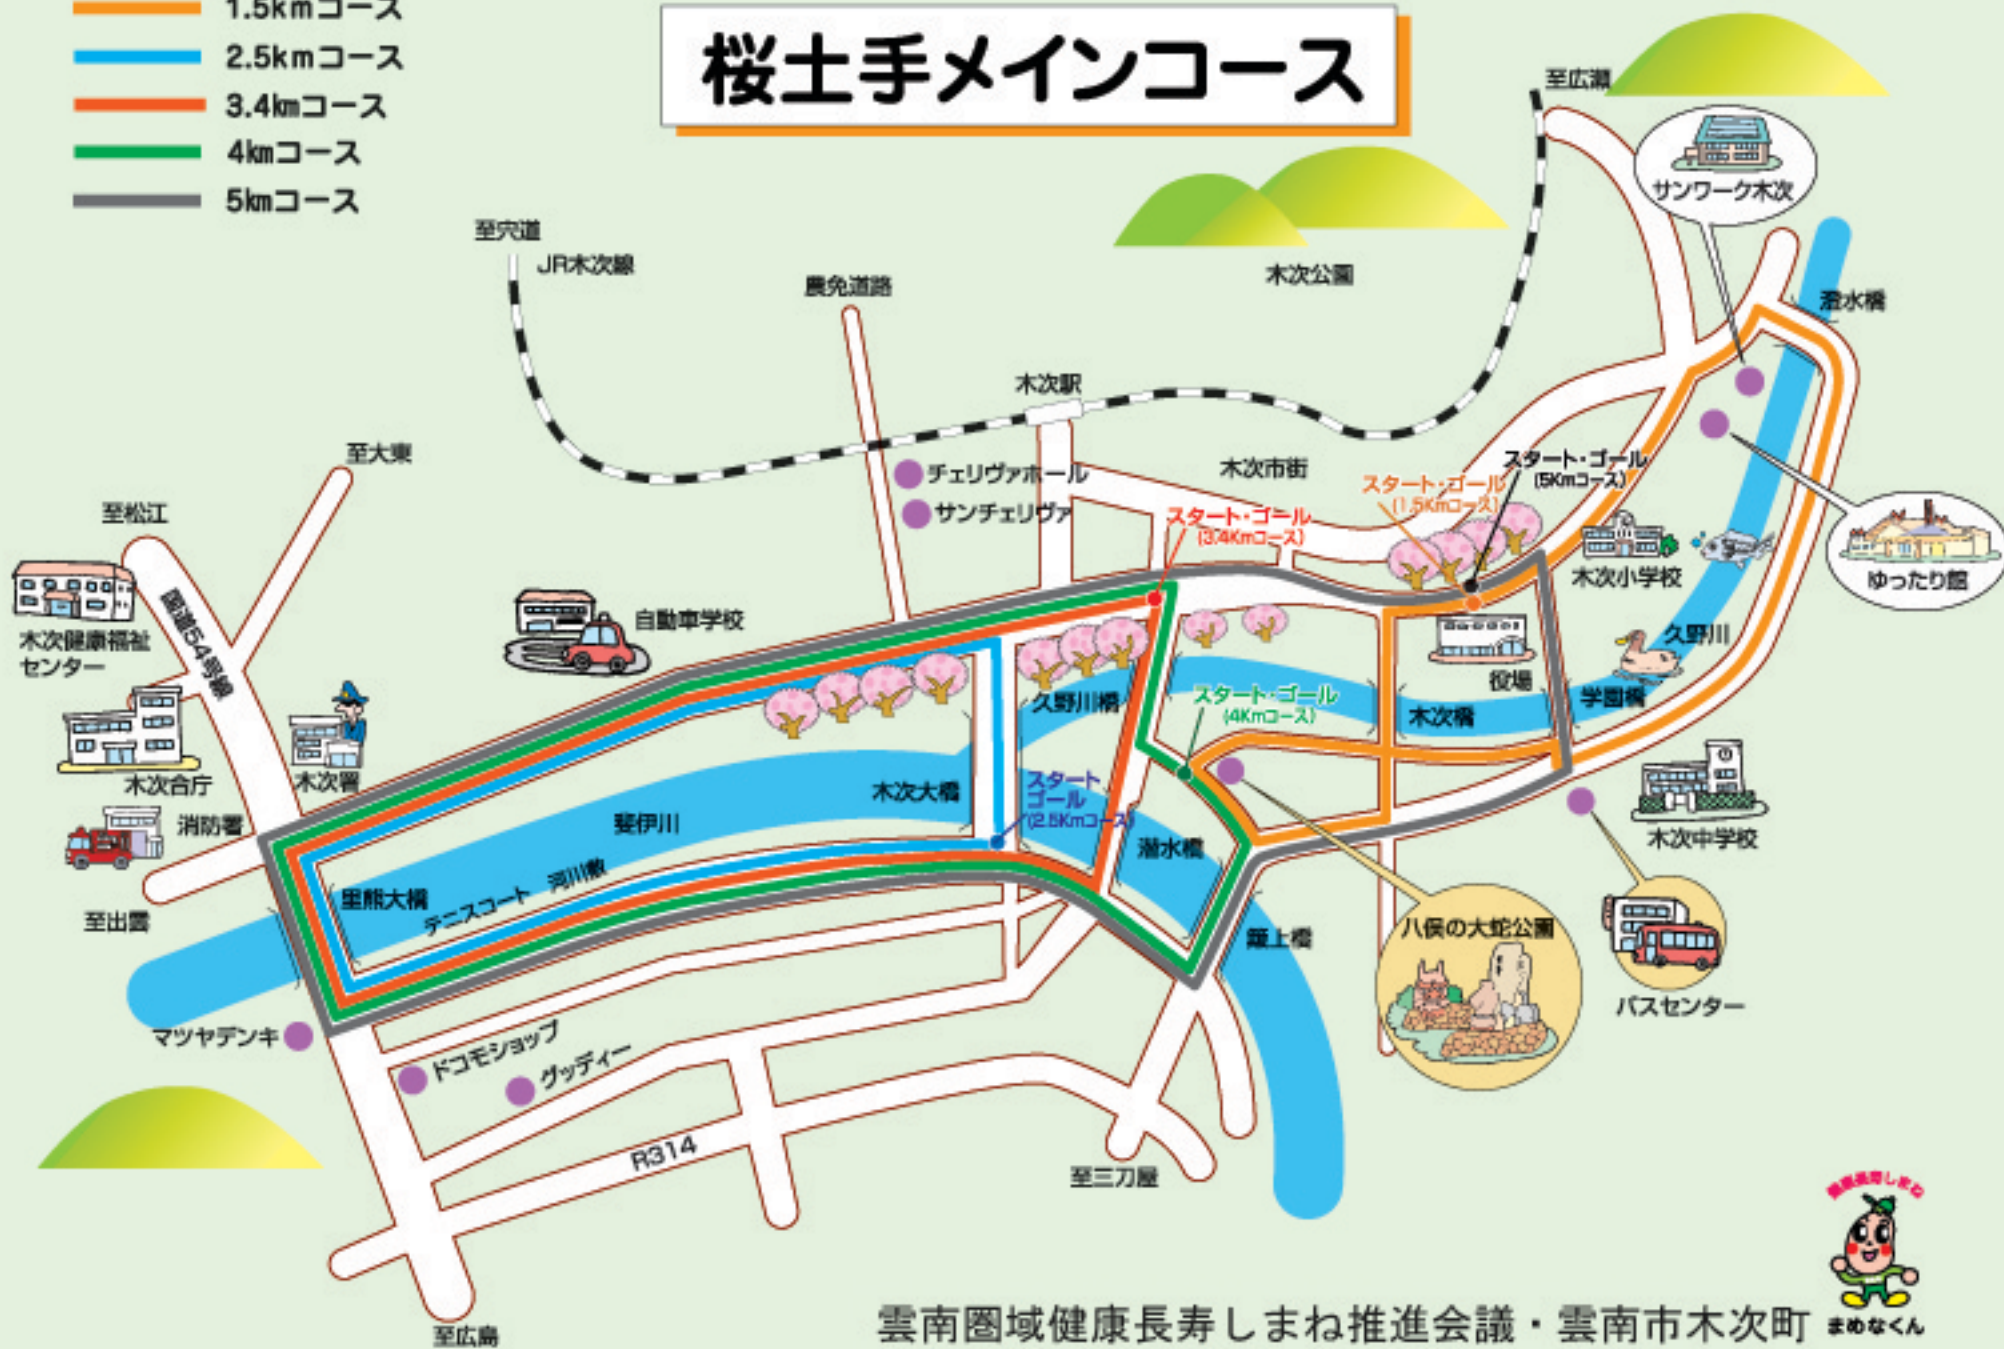 1.5kmコース
2.5kmコース
3.4kmコース
4kmコース
5kmコース
桜土手メインコース
至広瀬
サンワーク木次
至宍道
JR木次線
農免道路
木次公園
澄水橋
木次駅
至大東
チェリヴァホール
サンチェリヴァ
木次市街
スタート・ゴール
(5Kmコース)
スタート・ゴール
(1.5Kmコース)
スタート・ゴール
(3.4Kmコース)
至松江
国道54号線
木次健康福祉
センター
自動車学校
木次小学校
ゆったり館
久野川
役場
学園橋
木次橋
久野川橋
スタート・ゴール
(4Kmコース)
木次合庁
木次署
消防署
木次大橋
スタート
ゴール
(2.5Kmコース)
斐伊川
潜水橋
木次中学校
里熊大橋
テニスコート
河川敷
至出雲
八俣の大蛇公園
願上橋
バスセンター
マツヤデンキ
ドコモショップ
グッディー
R314
至三刀屋
至広島
健康長寿しまね
まめなくん
雲南圏域健康長寿しまね推進会議・雲南市木次町